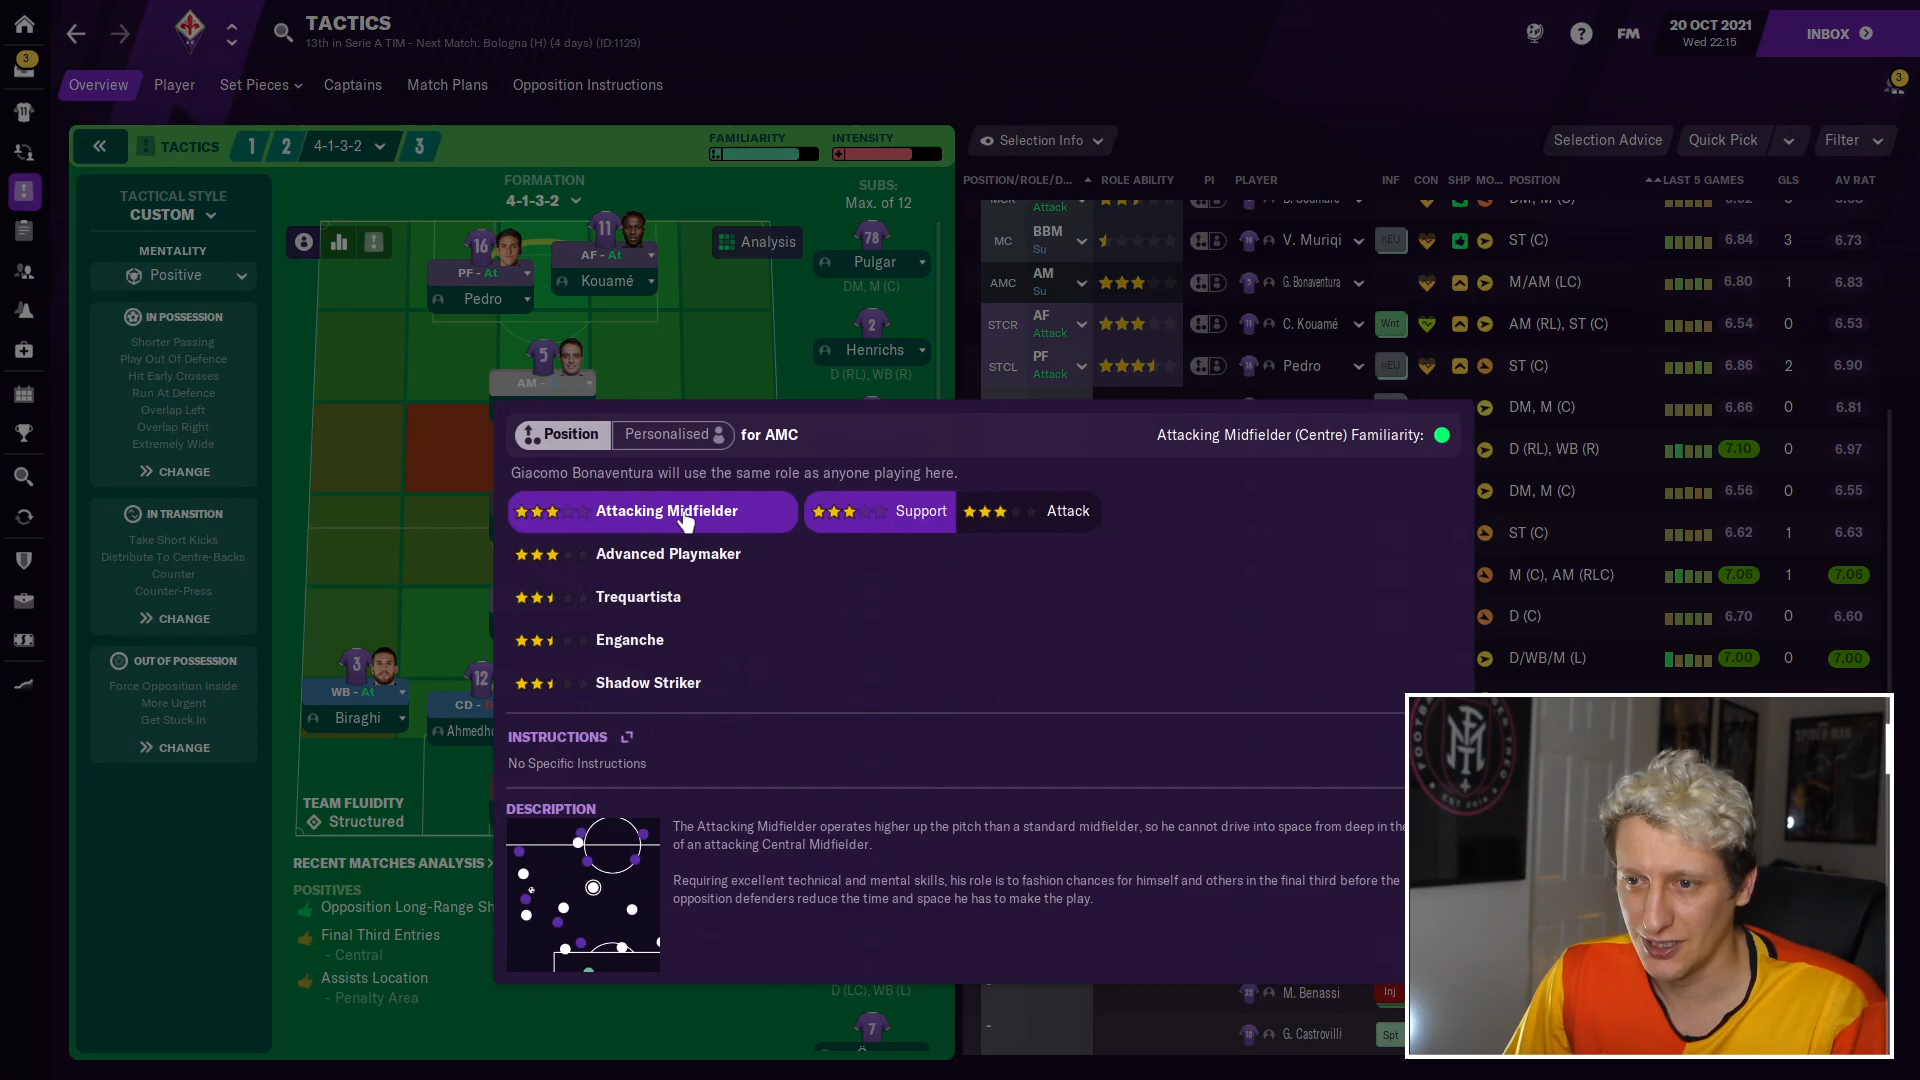 TACTICS
13th in Serie A TIM - Next Match: Bologna (H) (4 days) (ID:1129)
FM
20 OCT 2021
Wed 22:15
INBOX
3
Overview
Player
Set Pieces
Captains
Match Plans
Opposition Instructions
3
TACTICS
1
2
4-1-3-2
3
FAMILIARITY
INTENSITY
Selection Info
Selection Advice
Quick Pick
Filter
TACTICAL STYLE
CUSTOM
MENTALITY
Positive
IN POSSESSION
Shorter Passing
Play Out Of Defence
Hit Early Crosses
Run At Defence
Overlap Left
Overlap Right
Extremely Wide
CHANGE
IN TRANSITION
Take Short Kicks
Distribute To Centre-Backs
Counter
Counter-Press
CHANGE
OUT OF POSSESSION
Force Opposition Inside
More Urgent
Get Stuck In
CHANGE
FORMATION
4-1-3-2
SUBS:
Max. of 12
Analysis
16
PF - At
Pedro
11
AF - At
Kouamé
5
AM -
78
Pulgar
DM, M (C)
2
Henrichs
D (RL), WB (R)
3
WB - At
Biraghi
12
CD -
TEAM FLUIDITY
Structured
RECENT MATCHES ANALYSIS
POSITIVES
Opposition Long-Range Sh
Final Third Entries
- Central
Assists Location
- Penalty Area
D (LC), WB (L)
7
POSITION/ROLE/D... ROLE ABILITY PI PLAYER INF CON SHP MO... POSITION LAST 5 GAMES GLS AV RAT
Attack
MC BBM Su V. Muriqi nEU ST (C) 6.84 3 6.73
AMC AM Su G. Bonaventura M/AM (LC) 6.80 1 6.83
STCR AF Attack C. Kouamé Wnt AM (RL), ST (C) 6.54 0 6.53
STCL PF Attack Pedro nEU ST (C) 6.86 2 6.90
DM, M (C) 6.66 0 6.81
D (RL), WB (R) 7.10 0 6.97
DM, M (C) 6.56 0 6.55
ST (C) 6.62 1 6.63
M (C), AM (RLC) 7.06 1 7.06
D (C) 6.70 0 6.60
D/WB/M (L) 7.00 0 7.00
M. Benassi Inj
- G. Castrovilli Spt
Position
Personalised
for AMC
Attacking Midfielder (Centre) Familiarity:
Giacomo Bonaventura will use the same role as anyone playing here.
Attacking Midfielder
Support
Attack
Advanced Playmaker
Trequartista
Enganche
Shadow Striker
INSTRUCTIONS
No Specific Instructions
DESCRIPTION
The Attacking Midfielder operates higher up the pitch than a standard midfielder, so he cannot drive into space from deep in the
of an attacking Central Midfielder.
Requiring excellent technical and mental skills, his role is to fashion chances for himself and others in the final third before the
opposition defenders reduce the time and space he has to make the play.